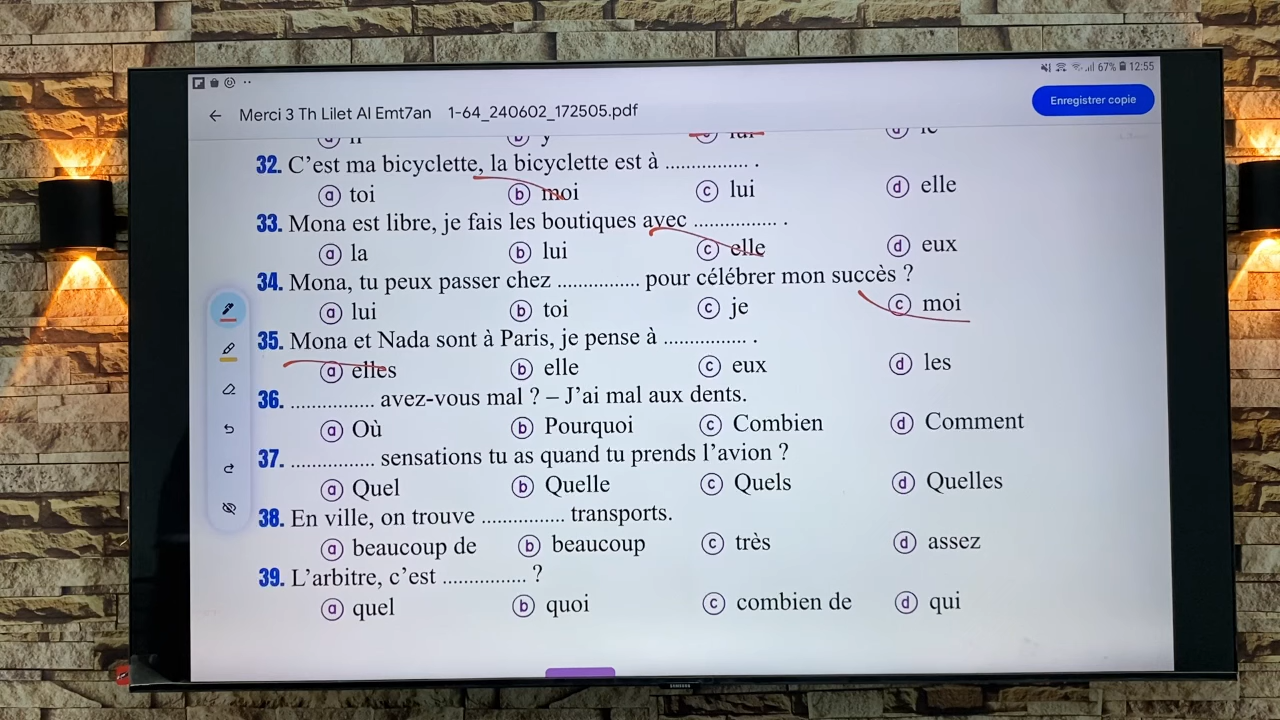 67% 12:55
Merci 3 Th Lilet Al Emt7an 1-64_240602_172505.pdf
Enregistrer copie
32. C'est ma bicyclette, la bicyclette est à ................ .
a toi b moi c lui d elle
33. Mona est libre, je fais les boutiques avec ................ .
a la b lui c elle d eux
34. Mona, tu peux passer chez ................ pour célébrer mon succès ?
a lui b toi c je c moi
35. Mona et Nada sont à Paris, je pense à ................ .
a elles b elle c eux d les
36. ................ avez-vous mal ? – J'ai mal aux dents.
a Où b Pourquoi c Combien d Comment
37. ................ sensations tu as quand tu prends l'avion ?
a Quel b Quelle c Quels d Quelles
38. En ville, on trouve ................ transports.
a beaucoup de b beaucoup c très d assez
39. L'arbitre, c'est ................ ?
a quel b quoi c combien de d qui
SAMSUNG